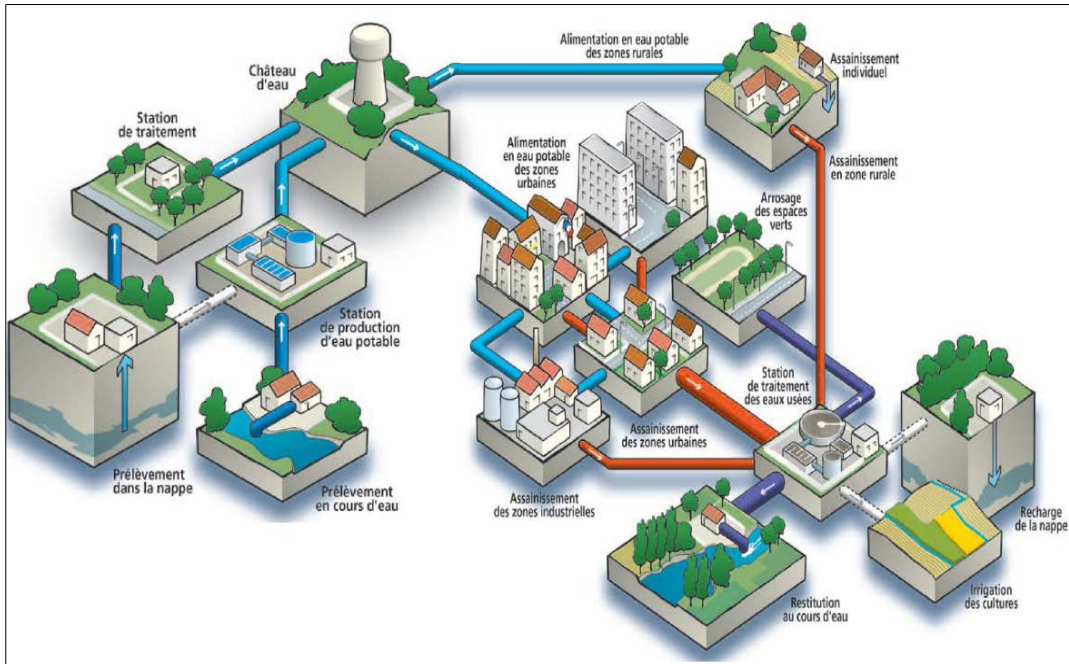 Alimentation en eau potable
des zones rurales
Château
d'eau
Assainissement
individuel
Station
de traitement
Alimentation
en eau potable
des zones
urbaines
Assainissement
en zone rurale
Arrosage
des espaces
verts
Station
de production
d'eau potable
Station
de traitement
des eaux usées
Assainissement
des zones urbaines
Prélèvement
dans la nappe
Prélèvement
en cours d'eau
Assainissement
des zones industrielles
Recharge
de la nappe
Irrigation
des cultures
Restitution
au cours d'eau